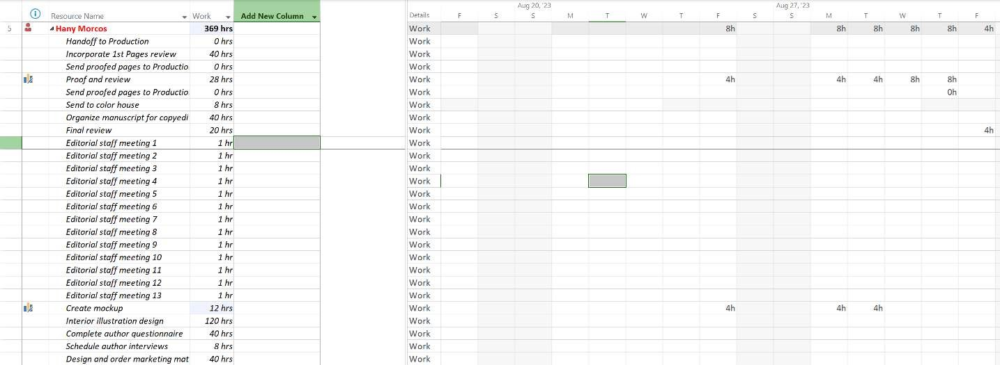 Aug 20, '23 Aug 27, '23
Resource Name Work Add New Column Details F S S M T W T F S S M T W T F
5 Hany Morcos 369 hrs Work 8h 8h 8h 8h 8h 4h
Handoff to Production 0 hrs Work
Incorporate 1st Pages review 40 hrs Work
Send proofed pages to Productio 0 hrs Work
Proof and review 28 hrs Work 4h 4h 4h 8h 8h
Send proofed pages to Productio 0 hrs Work 0h
Send to color house 8 hrs Work
Organize manuscript for copyedi 40 hrs Work
Final review 20 hrs Work 4h
Editorial staff meeting 1 1 hr Work
Editorial staff meeting 2 1 hr Work
Editorial staff meeting 3 1 hr Work
Editorial staff meeting 4 1 hr Work
Editorial staff meeting 5 1 hr Work
Editorial staff meeting 6 1 hr Work
Editorial staff meeting 7 1 hr Work
Editorial staff meeting 8 1 hr Work
Editorial staff meeting 9 1 hr Work
Editorial staff meeting 10 1 hr Work
Editorial staff meeting 11 1 hr Work
Editorial staff meeting 12 1 hr Work
Editorial staff meeting 13 1 hr Work
Create mockup 12 hrs Work 4h 4h 4h
Interior illustration design 120 hrs Work
Complete author questionnaire 40 hrs Work
Schedule author interviews 8 hrs Work
Design and order marketing mat 40 hrs Work